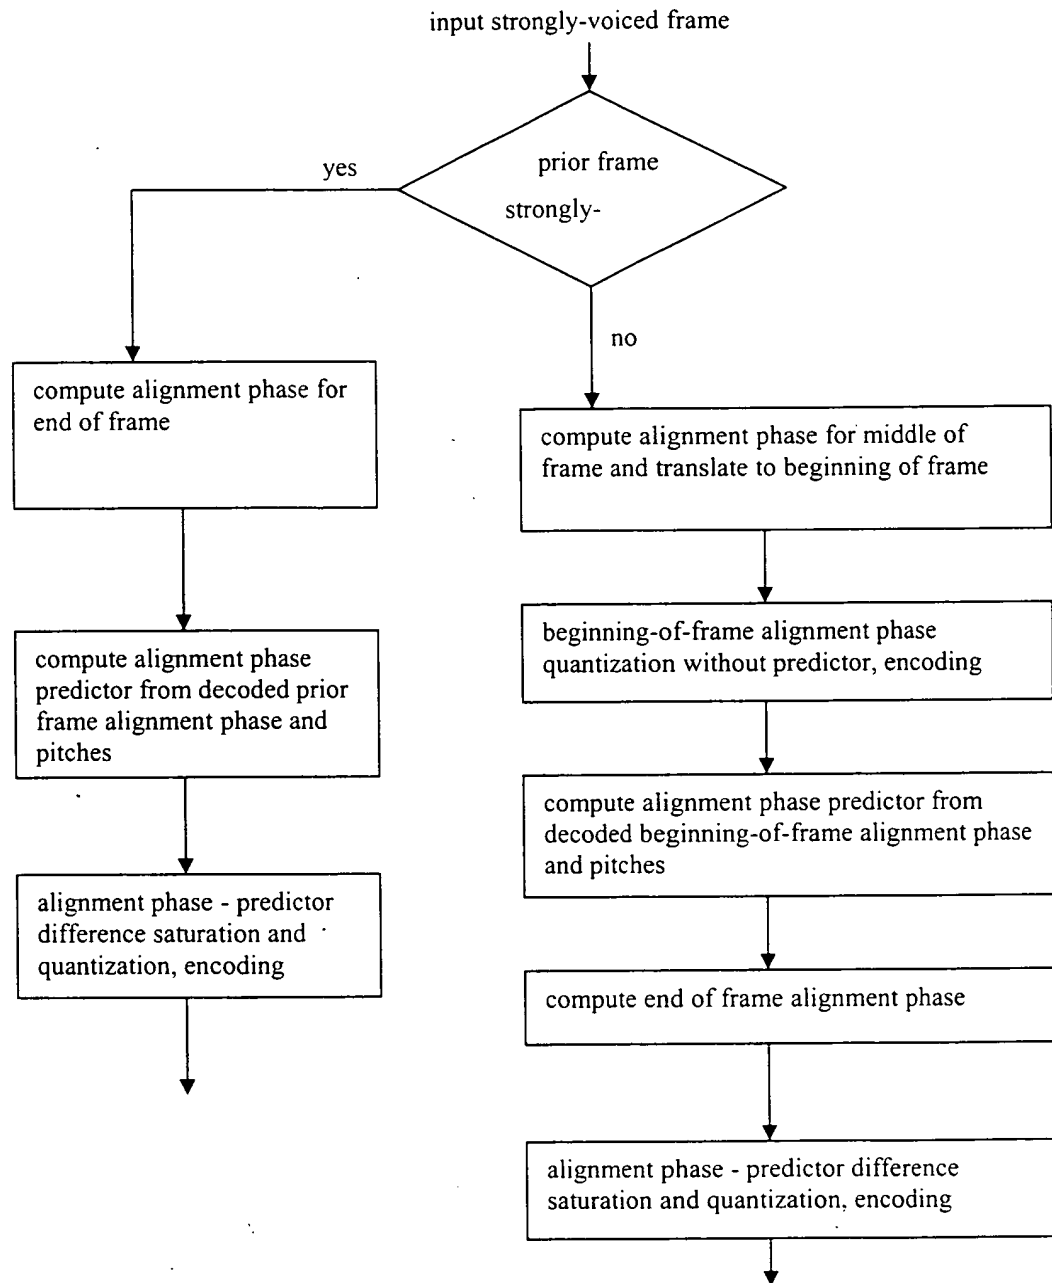 input strongly-voiced frame
prior frame
strongly-
yes
no
compute alignment phase for
end of frame
compute alignment phase
predictor from decoded prior
frame alignment phase and
pitches
alignment phase - predictor
difference saturation and
quantization, encoding
compute alignment phase for middle of
frame and translate to beginning of frame
beginning-of-frame alignment phase
quantization without predictor, encoding
compute alignment phase predictor from
decoded beginning-of-frame alignment phase
and pitches
compute end of frame alignment phase
alignment phase - predictor difference
saturation and quantization, encoding